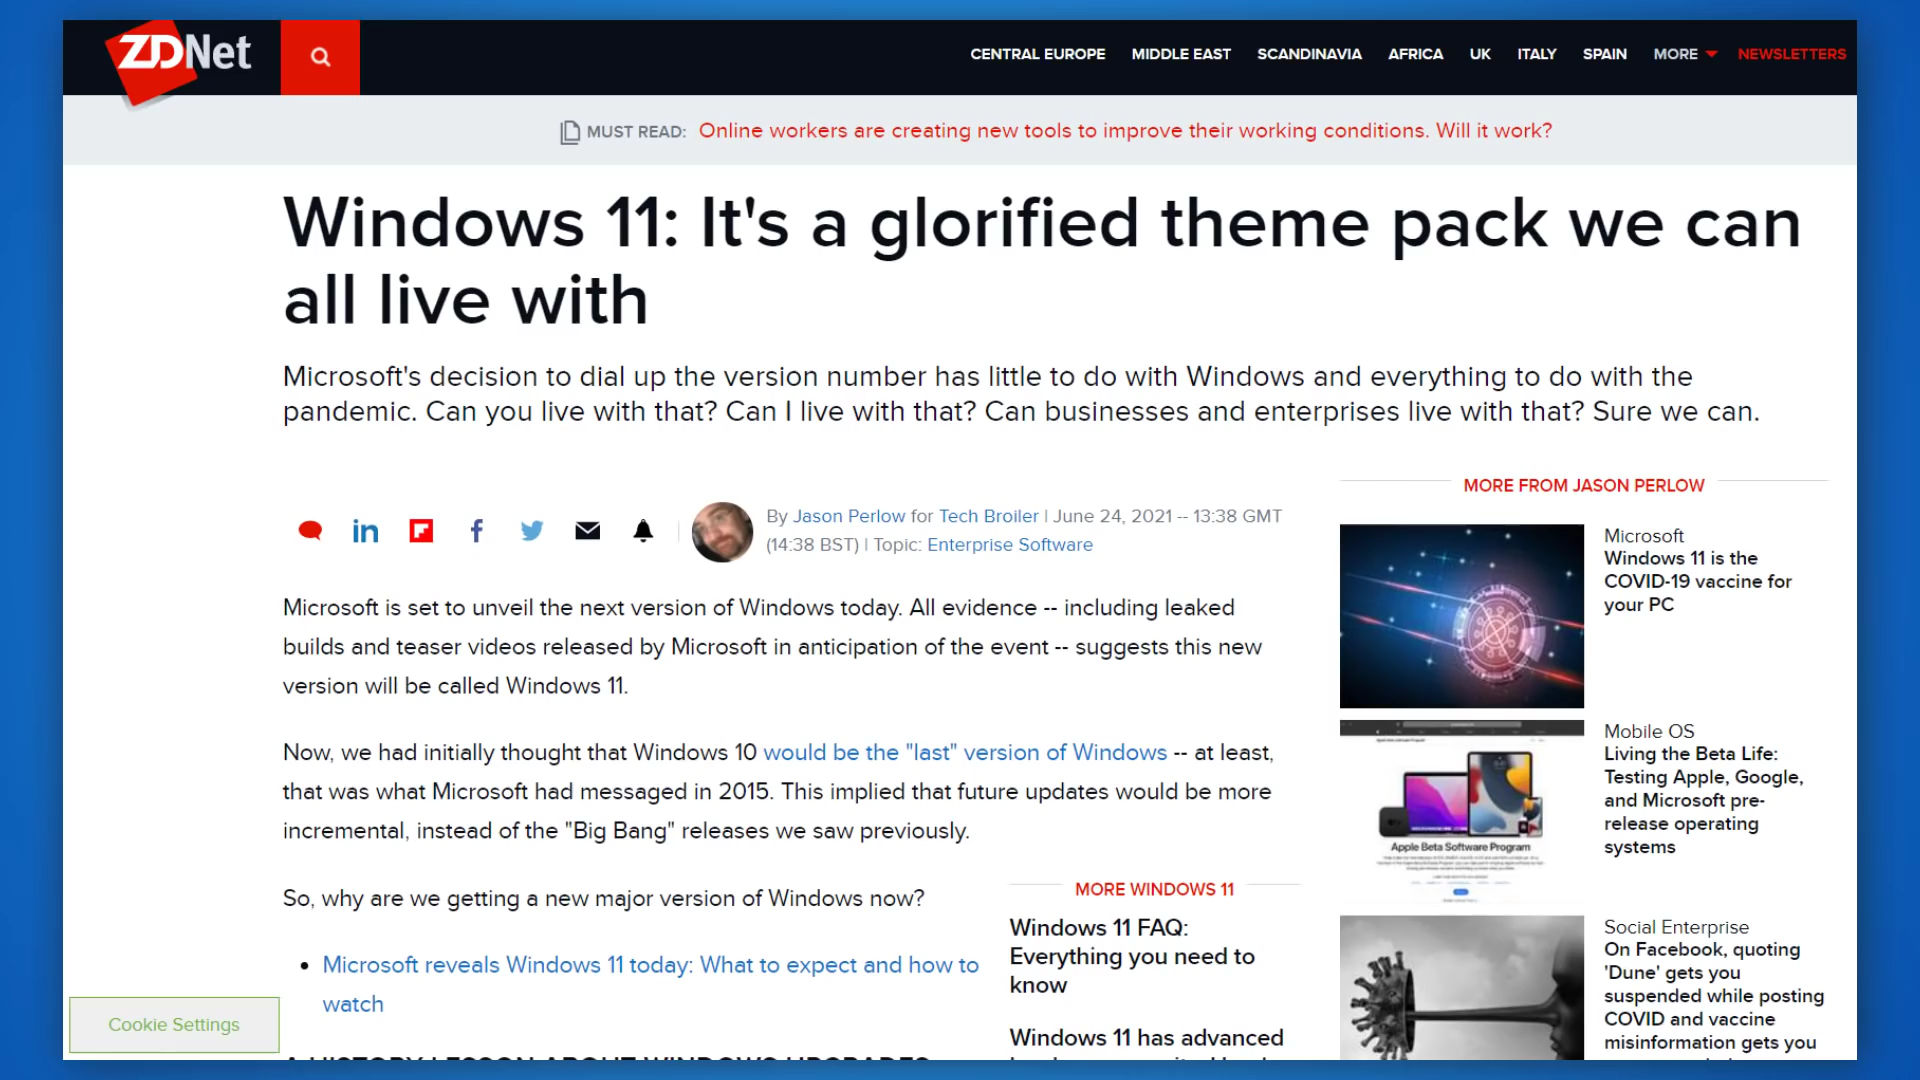 ZDNet
CENTRAL EUROPE MIDDLE EAST SCANDINAVIA AFRICA UK ITALY SPAIN MORE NEWSLETTERS
MUST READ: Online workers are creating new tools to improve their working conditions. Will it work?
Windows 11: It's a glorified theme pack we can
all live with
Microsoft's decision to dial up the version number has little to do with Windows and everything to do with the
pandemic. Can you live with that? Can I live with that? Can businesses and enterprises live with that? Sure we can.
By Jason Perlow for Tech Broiler | June 24, 2021 -- 13:38 GMT
(14:38 BST) | Topic: Enterprise Software
Microsoft is set to unveil the next version of Windows today. All evidence -- including leaked
builds and teaser videos released by Microsoft in anticipation of the event -- suggests this new
version will be called Windows 11.
Now, we had initially thought that Windows 10 would be the "last" version of Windows -- at least,
that was what Microsoft had messaged in 2015. This implied that future updates would be more
incremental, instead of the "Big Bang" releases we saw previously.
So, why are we getting a new major version of Windows now?
• Microsoft reveals Windows 11 today: What to expect and how to
watch
A HISTORY LESSON ABOUT WINDOWS UPGRADES
Cookie Settings
MORE WINDOWS 11
Windows 11 FAQ:
Everything you need to
know
Windows 11 has advanced
MORE FROM JASON PERLOW
Microsoft
Windows 11 is the
COVID-19 vaccine for
your PC
Apple Beta Software Program
Mobile OS
Living the Beta Life:
Testing Apple, Google,
and Microsoft pre-
release operating
systems
Social Enterprise
On Facebook, quoting
'Dune' gets you
suspended while posting
COVID and vaccine
misinformation gets you